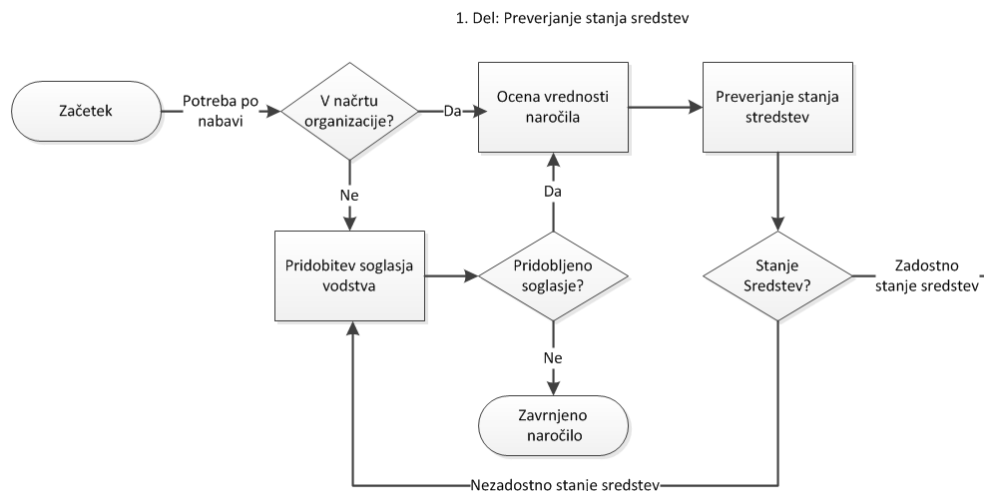 1. Del: Preverjanje stanja sredstev
Začetek
Potreba po
nabavi
V načrtu
organizacije?
Da
Ocena vrednosti
naročila
Preverjanje stanja
stredstev
Ne
Da
Pridobitev soglasja
vodstva
Pridobljeno
soglasje?
Stanje
Sredstev?
Zadostno
stanje sredstev
Ne
Zavrnjeno
naročilo
Nezadostno stanje sredstev